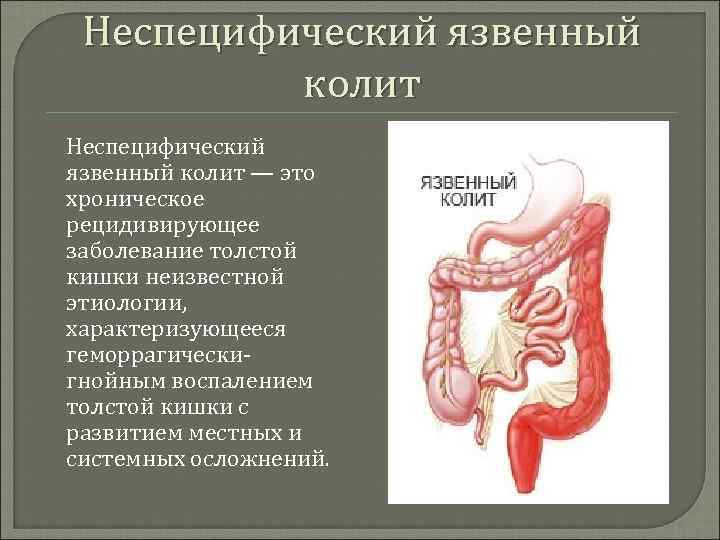 Неспецифический язвенный
колит
Неспецифический
язвенный колит — это
хроническое
рецидивирующее
заболевание толстой
кишки неизвестной
этиологии,
характеризующееся
геморрагически-
гнойным воспалением
толстой кишки с
развитием местных и
системных осложнений.
ЯЗВЕННЫЙ
КОЛИТ